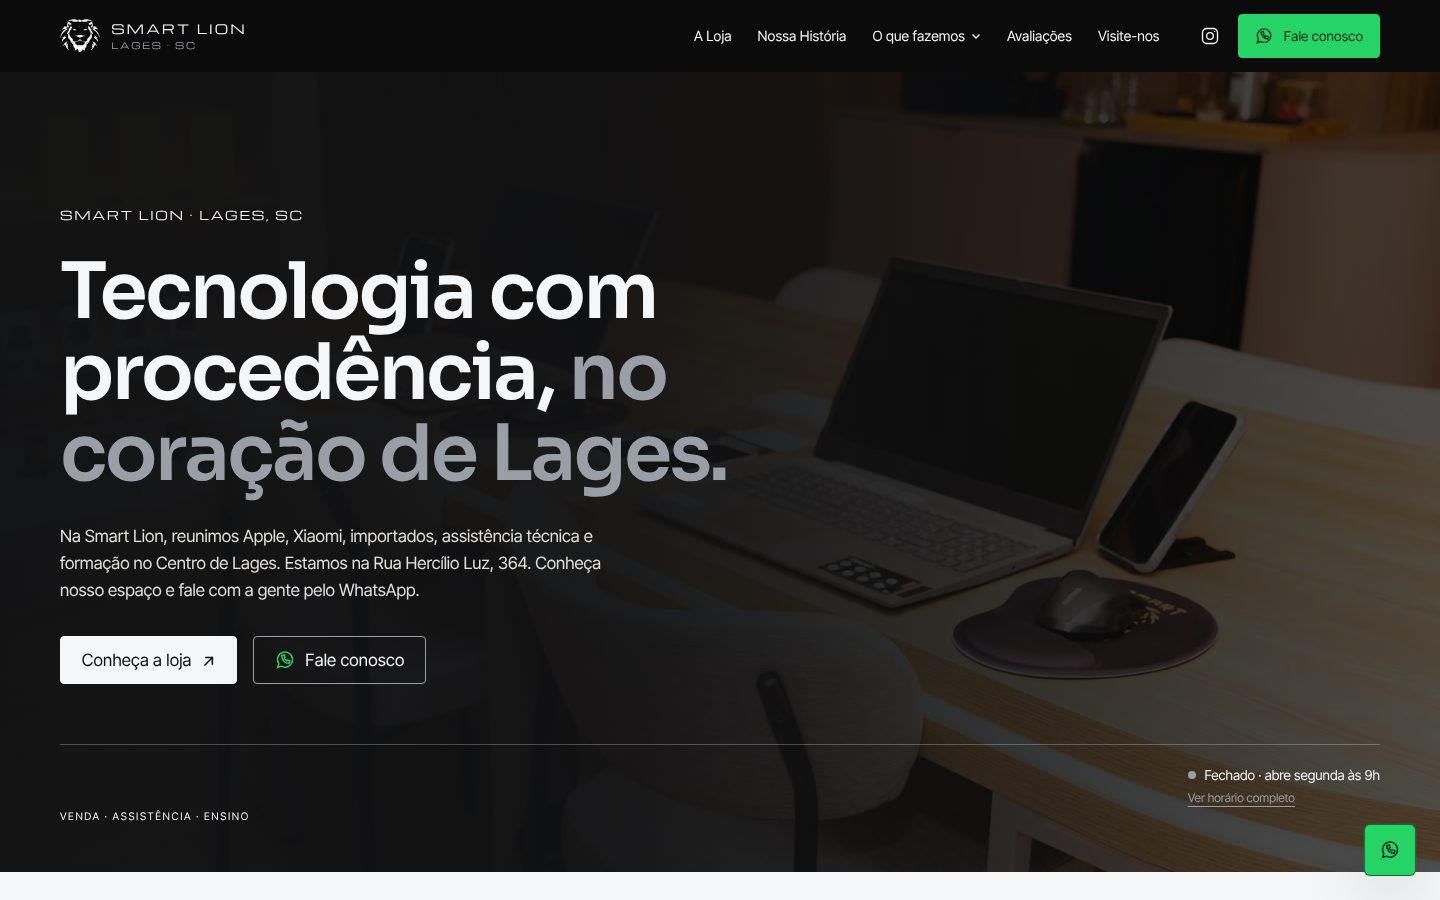 SMART LION
LAGES · SC
A Loja
Nossa História
O que fazemos
Avaliações
Visite-nos
Fale conosco
SMART LION · LAGES, SC
Tecnologia com
procedência, no
coração de Lages.
Na Smart Lion, reunimos Apple, Xiaomi, importados, assistência técnica e
formação no Centro de Lages. Estamos na Rua Hercílio Luz, 364. Conheça
nosso espaço e fale com a gente pelo WhatsApp.
Conheça a loja
Fale conosco
Fechado · abre segunda às 9h
Ver horário completo
VENDA · ASSISTÊNCIA · ENSINO